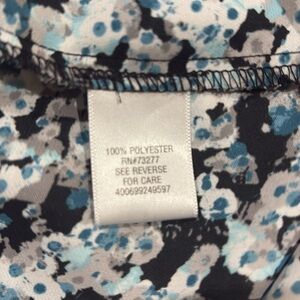 100% POLYESTER
RN#73277
SEE REVERSE
FOR CARE
400699249597